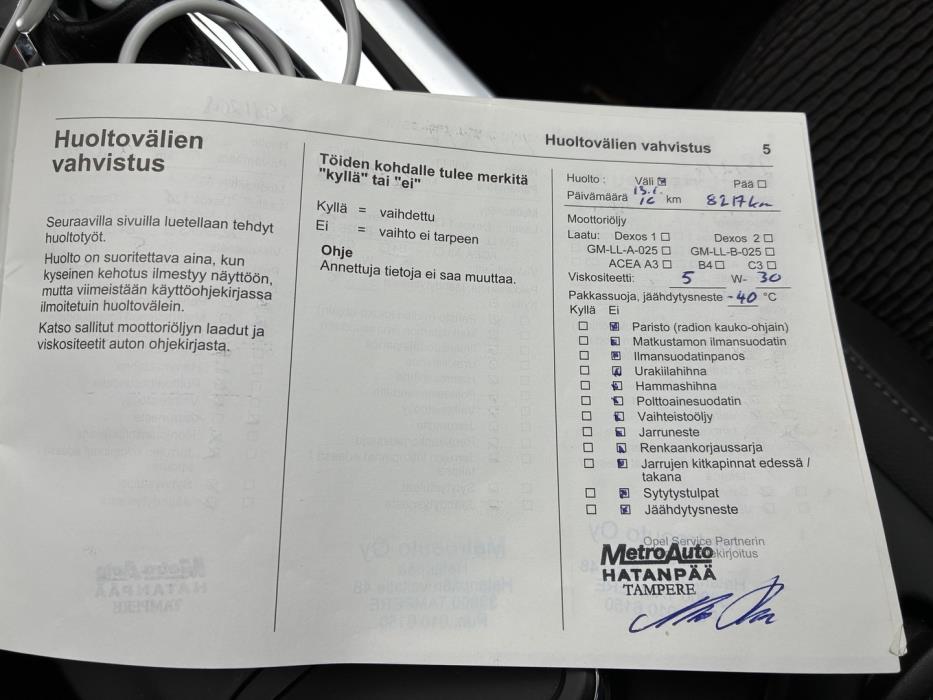 Huoltovälien
vahvistus
Seuraavilla sivuilla luetellaan tehdyt
huoltotyöt.
Huolto on suoritettava aina, kun
kyseinen kehotus ilmestyy näyttöön,
mutta viimeistään käyttöohjekirjassa
ilmoitetuin huoltovälein.
Katso sallitut moottoriöljyn laadut ja
viskositeetit auton ohjekirjasta.
Töiden kohdalle tulee merkitä
"kyllä" tai "ei"
Kyllä = vaihdettu
Ei = vaihto ei tarpeen
Ohje
Annettuja tietoja ei saa muuttaa.
Huoltovälien vahvistus 5
Huolto : Väli Pää
Päivämäärä 13.1. 16 km 8217km
Moottoriöljy
Laatu: Dexos 1 Dexos 2
GM-LL-A-025 GM-LL-B-025
ACEA A3 B4 C3
Viskositeetti: 5 W- 30
Pakkassuoja, jäähdytysneste -40 °C
Kyllä Ei
Paristo (radion kauko-ohjain)
Matkustamon ilmansuodatin
Ilmansuodatinpanos
Urakiilahihna
Hammashihna
Polttoainesuodatin
Vaihteistoöljy
Jarruneste
Renkaankorjaussarja
Jarrujen kitkapinnat edessä /
takana
Sytytystulpat
Jäähdytysneste
Opel Service Partnerin
MetroAuto
HATANPÄÄ
TAMPERE